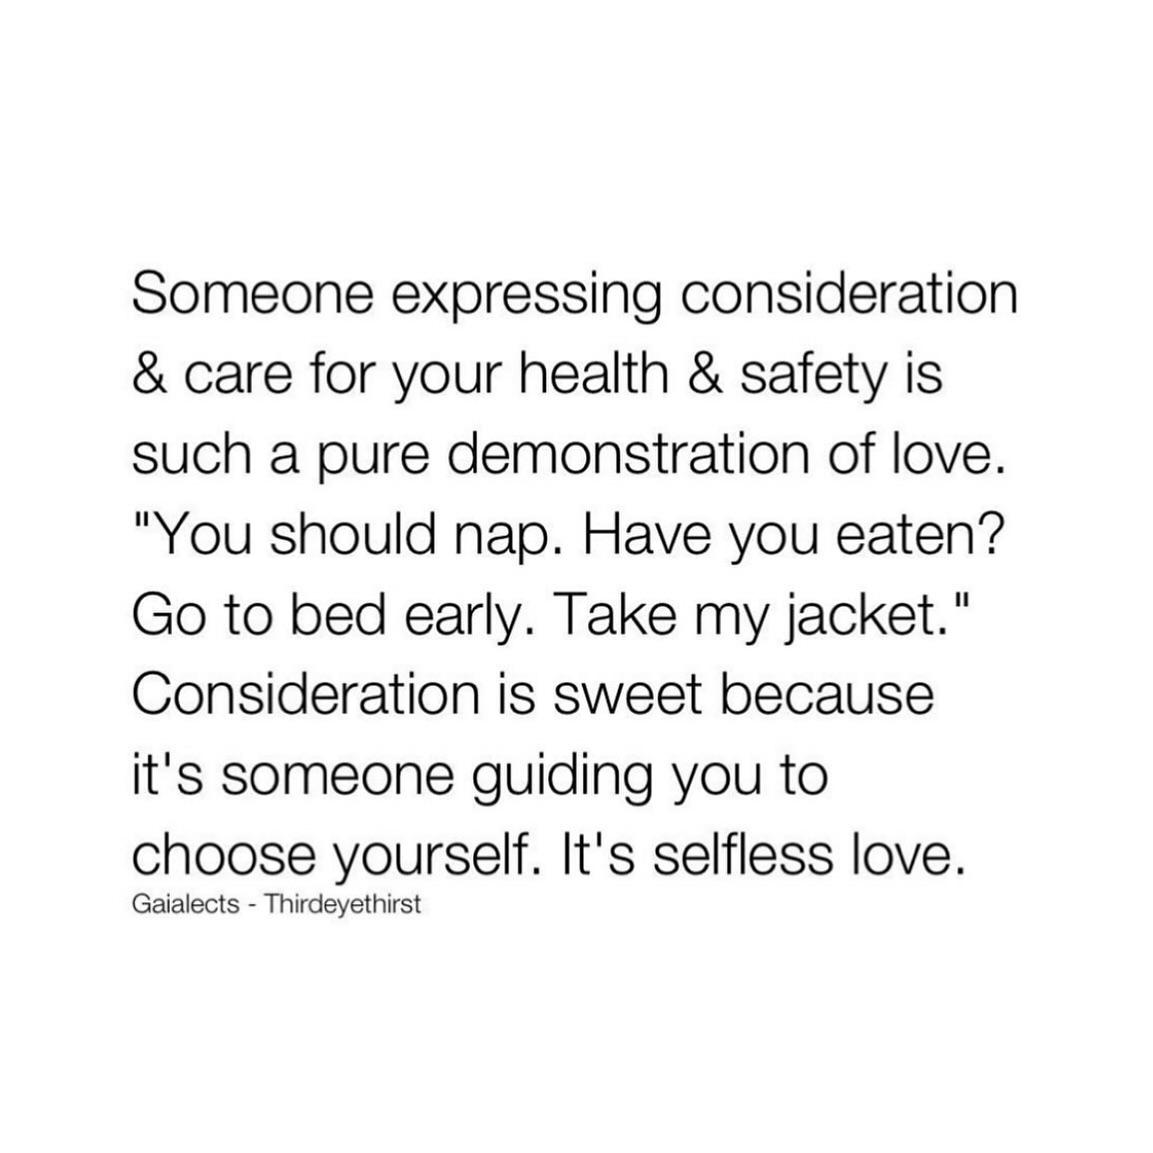 Someone expressing consideration
& care for your health & safety is
such a pure demonstration of love.
"You should nap. Have you eaten?
Go to bed early. Take my jacket."
Consideration is sweet because
it's someone guiding you to
choose yourself. It's selfless love.
Gaialects - Thirdeyethirst